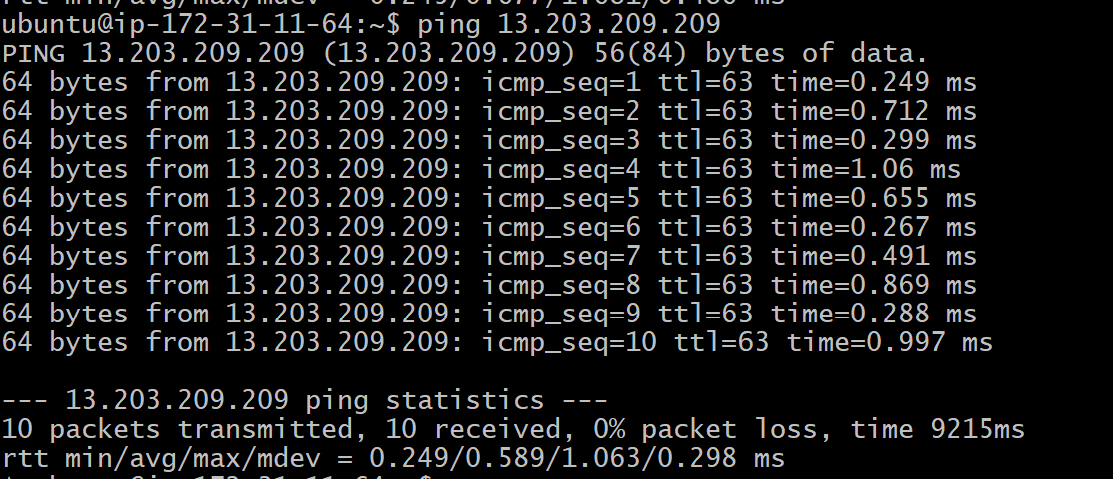 rtt min/avg/max/mdev = 0.249/0.677/1.061/0.480 ms
ubuntu@ip-172-31-11-64:~$ ping 13.203.209.209
PING 13.203.209.209 (13.203.209.209) 56(84) bytes of data.
64 bytes from 13.203.209.209: icmp_seq=1 ttl=63 time=0.249 ms
64 bytes from 13.203.209.209: icmp_seq=2 ttl=63 time=0.712 ms
64 bytes from 13.203.209.209: icmp_seq=3 ttl=63 time=0.299 ms
64 bytes from 13.203.209.209: icmp_seq=4 ttl=63 time=1.06 ms
64 bytes from 13.203.209.209: icmp_seq=5 ttl=63 time=0.655 ms
64 bytes from 13.203.209.209: icmp_seq=6 ttl=63 time=0.267 ms
64 bytes from 13.203.209.209: icmp_seq=7 ttl=63 time=0.491 ms
64 bytes from 13.203.209.209: icmp_seq=8 ttl=63 time=0.869 ms
64 bytes from 13.203.209.209: icmp_seq=9 ttl=63 time=0.288 ms
64 bytes from 13.203.209.209: icmp_seq=10 ttl=63 time=0.997 ms
--- 13.203.209.209 ping statistics ---
10 packets transmitted, 10 received, 0% packet loss, time 9215ms
rtt min/avg/max/mdev = 0.249/0.589/1.063/0.298 ms